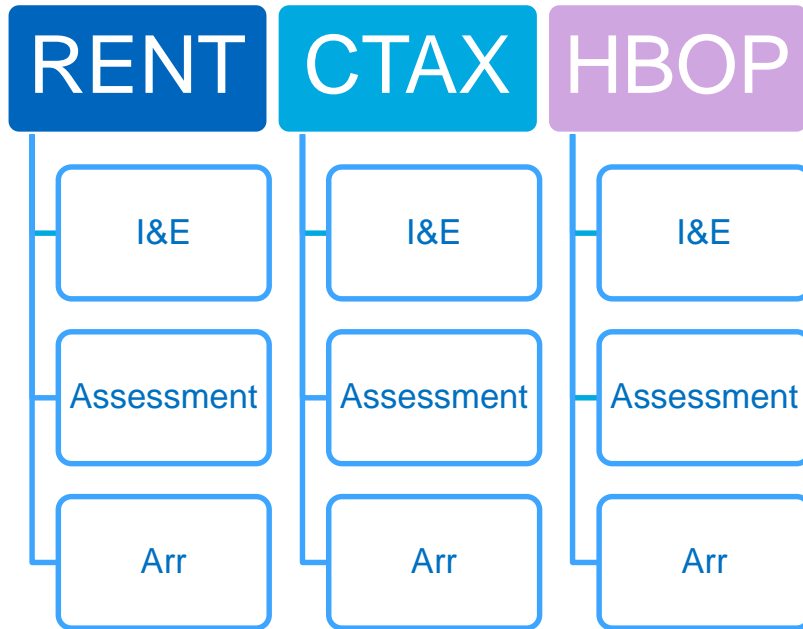 RENT
I&E
Assessment
Arr
CTAX
I&E
Assessment
Arr
HBOP
I&E
Assessment
Arr